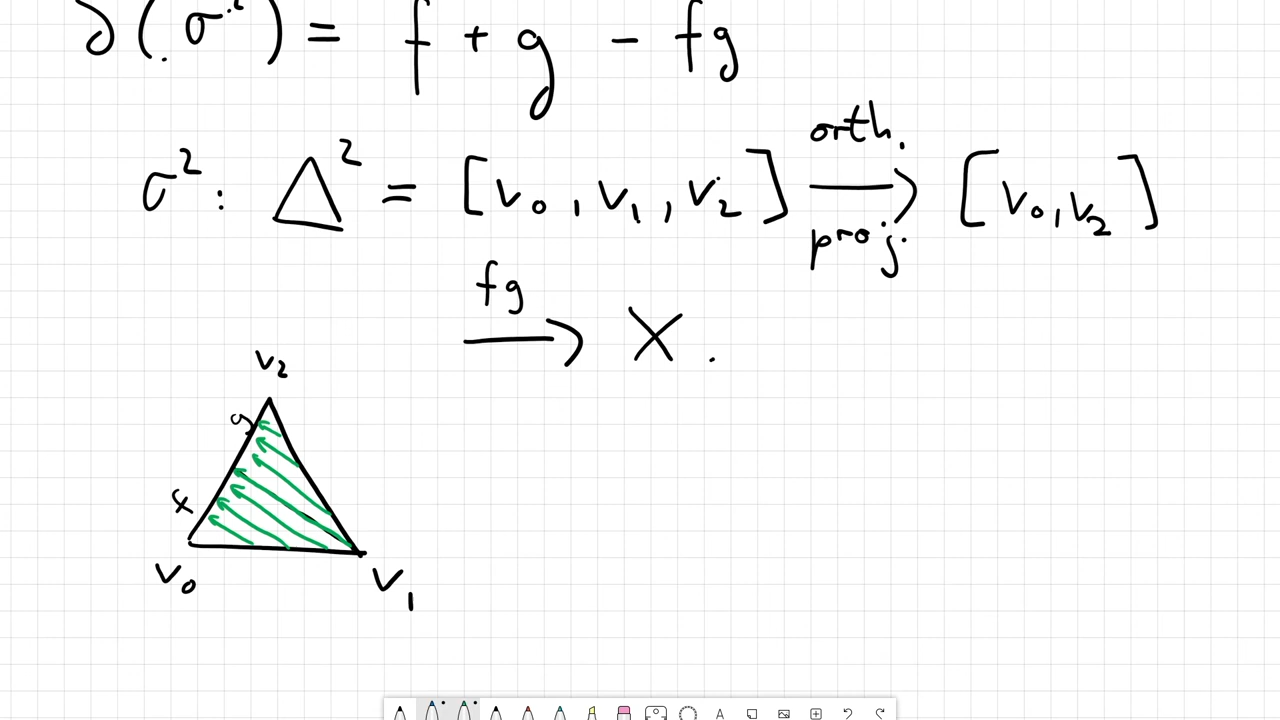 ∂(σ²) = f + g - fg
σ² : Δ² = [v₀, v₁, v₂] orth. proj. → [v₀, v₂]
fg → X.
v₂
g
f
v₀
v₁
A